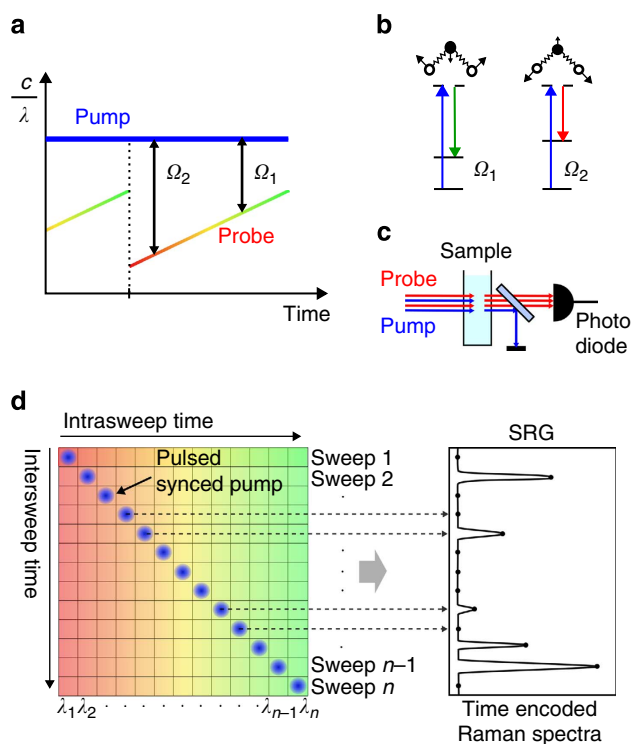 a
c
λ
Pump
Ω2
Ω1
Probe
Time
b
Ω1
Ω2
c
Sample
Probe
Pump
Photo
diode
d
Intrasweep time
Intersweep time
Pulsed
synced pump
Sweep 1
Sweep 2
.
.
.
.
.
Sweep n–1
Sweep n
λ1 λ2 . . . . . . . λn–1 λn
SRG
Time encoded
Raman spectra